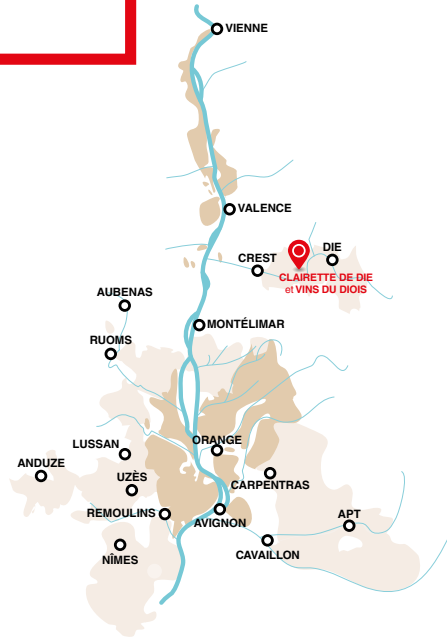 VIENNE
VALENCE
DIE
CREST
CLAIRETTE DE DIE
et VINS DU DIOIS
AUBENAS
MONTÉLIMAR
RUOMS
ORANGE
LUSSAN
ANDUZE
UZÈS
CARPENTRAS
REMOULINS
AVIGNON
APT
CAVAILLON
NÎMES